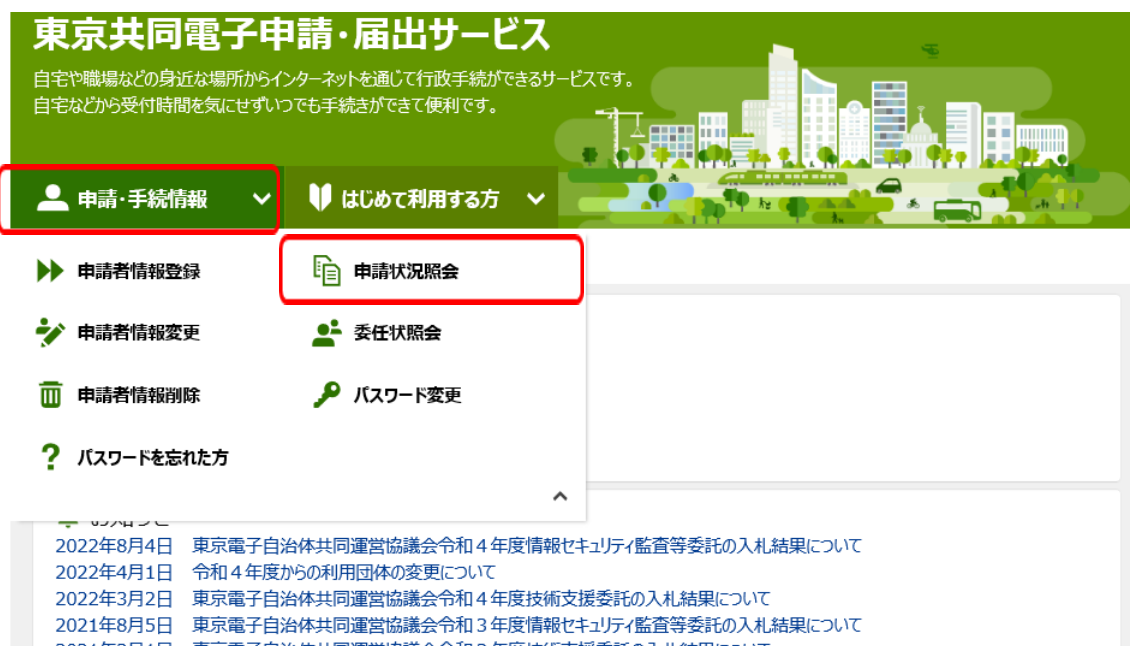 東京共同電子申請・届出サービス
自宅や職場などの身近な場所からインターネットを通じて行政手続ができるサービスです。
自宅などから受付時間を気にせずいつでも手続きができて便利です。
申請・手続情報
はじめて利用する方
申請者情報登録
申請状況照会
申請者情報変更
委任状照会
申請者情報削除
パスワード変更
パスワードを忘れた方
2022年8月4日 東京電子自治体共同運営協議会令和４年度情報セキュリティ監査等委託の入札結果について
2022年4月1日 令和４年度からの利用団体の変更について
2022年3月2日 東京電子自治体共同運営協議会令和４年度技術支援委託の入札結果について
2021年8月5日 東京電子自治体共同運営協議会令和３年度情報セキュリティ監査等委託の入札結果について